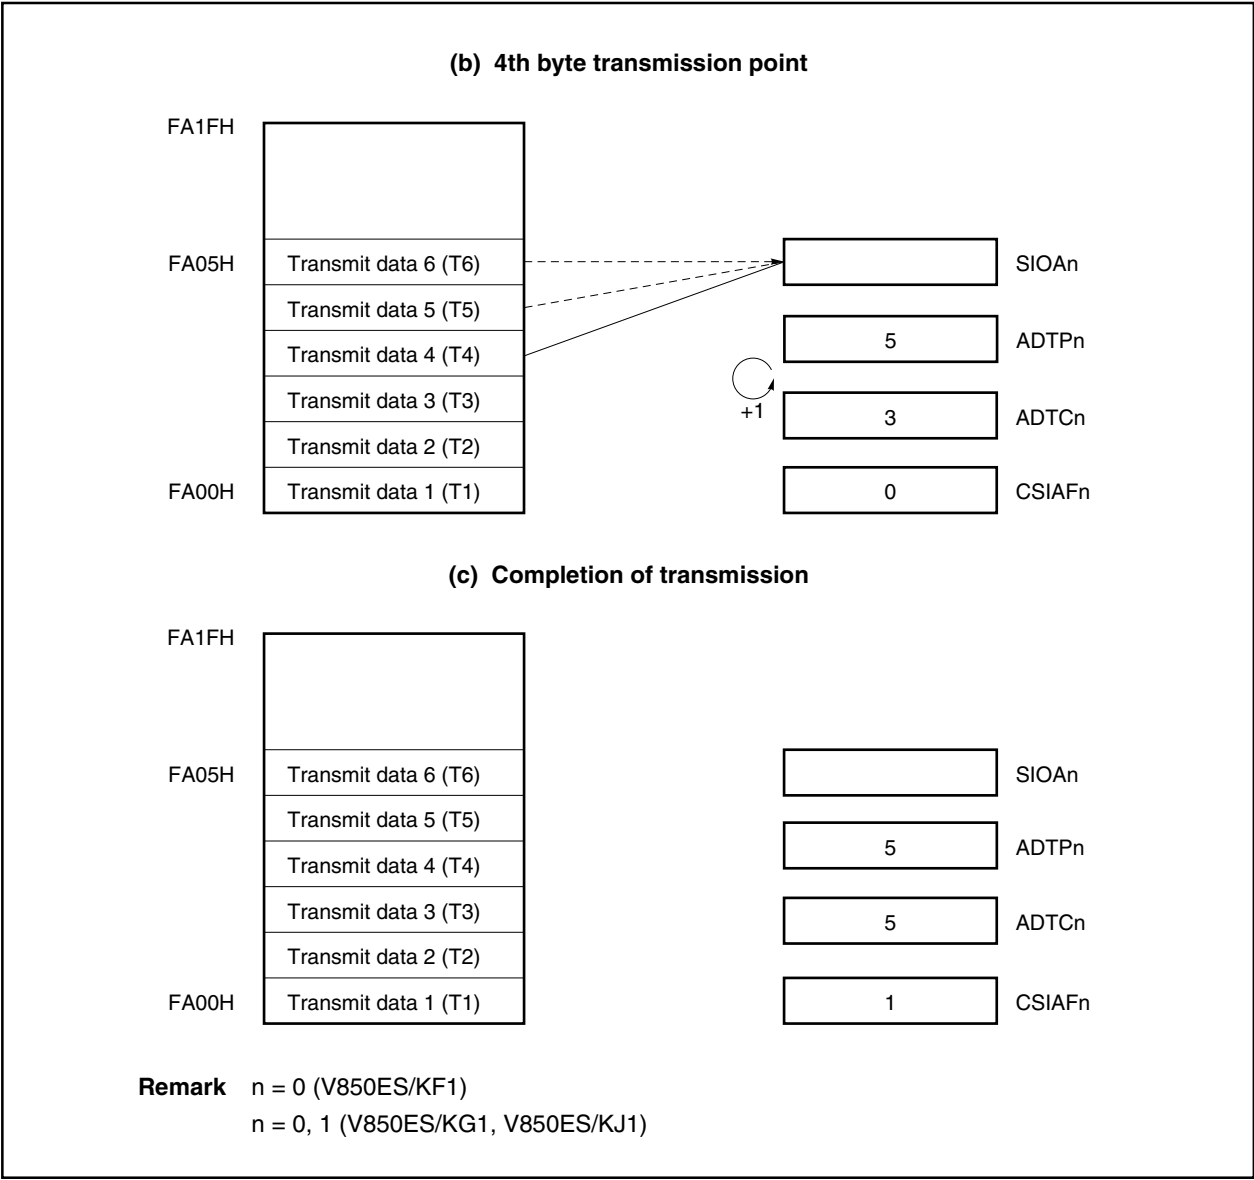 (b) 4th byte transmission point
FA1FH
FA05H Transmit data 6 (T6) SIOAn
Transmit data 5 (T5)
5 ADTPn
Transmit data 4 (T4)
Transmit data 3 (T3)
+1
3 ADTCn
Transmit data 2 (T2)
FA00H Transmit data 1 (T1) 0 CSIAFn
(c) Completion of transmission
FA1FH
FA05H Transmit data 6 (T6) SIOAn
Transmit data 5 (T5)
5 ADTPn
Transmit data 4 (T4)
Transmit data 3 (T3)
5 ADTCn
Transmit data 2 (T2)
FA00H Transmit data 1 (T1) 1 CSIAFn
Remark n = 0 (V850ES/KF1)
n = 0, 1 (V850ES/KG1, V850ES/KJ1)